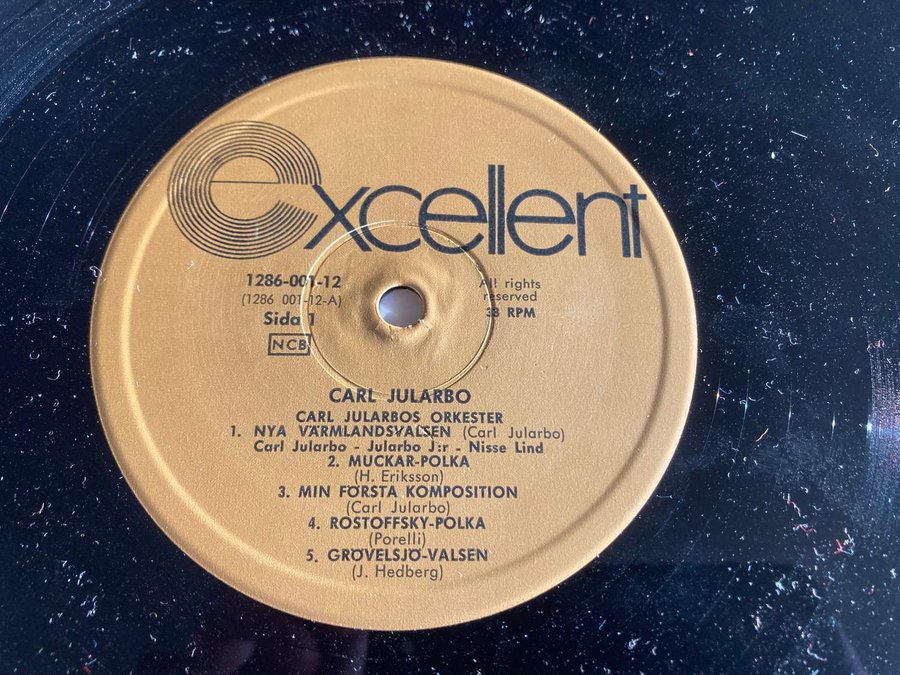 excellent
1286-001-12
(1286 001-12-A)
Sida 1
NCB
All rights
reserved
33 RPM
CARL JULARBO
CARL JULARBOS ORKESTER
1. NYA VÄRMLANDSVALSEN (Carl Jularbo)
Carl Jularbo - Jularbo J:r - Nisse Lind
2. MUCKAR-POLKA
(H. Eriksson)
3. MIN FÖRSTA KOMPOSITION
(Carl Jularbo)
4. ROSTOFFSKY-POLKA
(Porelli)
5. GRÖVELSJÖ-VALSEN
(J. Hedberg)